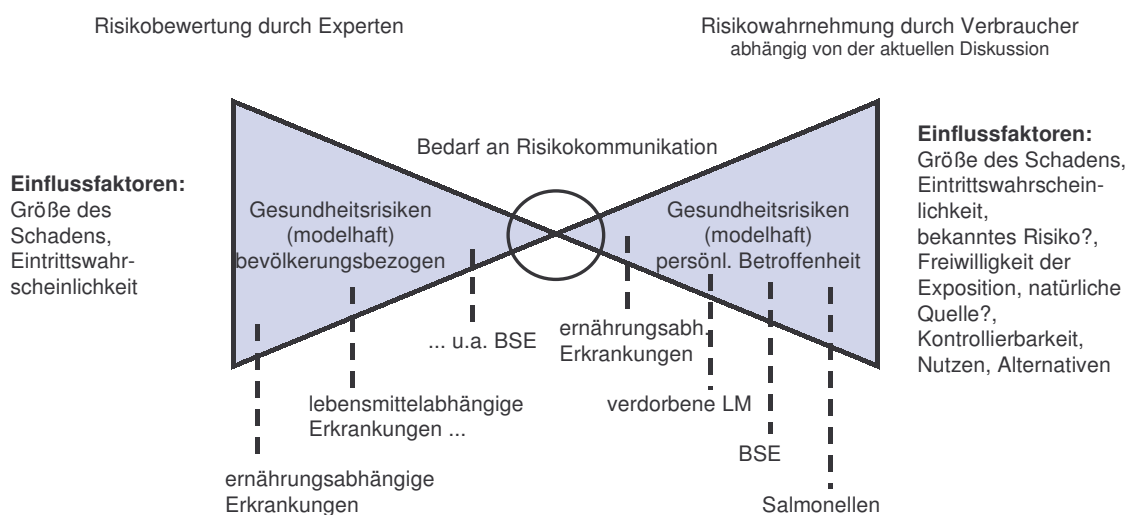 Risikobewertung durch Experten
Risikowahrnehmung durch Verbraucher
abhängig von der aktuellen Diskussion
Einflussfaktoren:
Größe des
Schadens,
Eintrittswahr-
scheinlichkeit
Gesundheitsrisiken
(modelhaft)
bevölkerungsbezogen
Bedarf an Risikokommunikation
Gesundheitsrisiken
(modelhaft)
persönl. Betroffenheit
Einflussfaktoren:
Größe des Schadens,
Eintrittswahrschein-
lichkeit,
bekanntes Risiko?,
Freiwilligkeit der
Exposition, natürliche
Quelle?,
Kontrollierbarkeit,
Nutzen, Alternativen
ernährungsabhängige
Erkrankungen
lebensmittelabhängige
Erkrankungen ...
... u.a. BSE
ernährungsabh.
Erkrankungen
verdorbene LM
BSE
Salmonellen